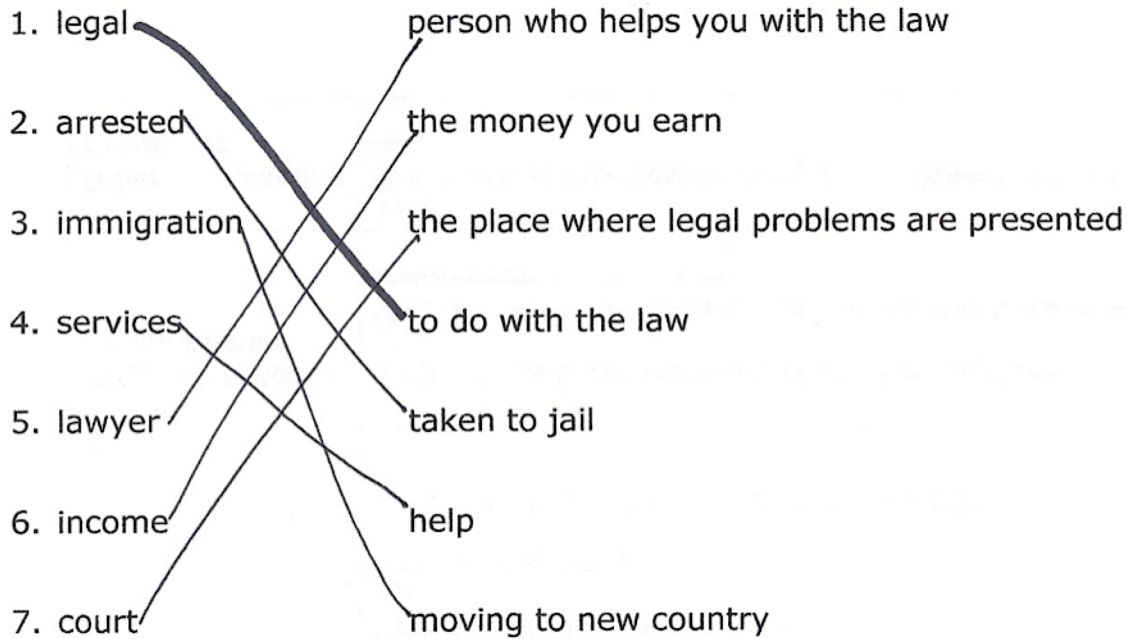 1. legal person who helps you with the law
2. arrested the money you earn
3. immigration the place where legal problems are presented
4. services to do with the law
5. lawyer taken to jail
6. income help
7. court moving to new country